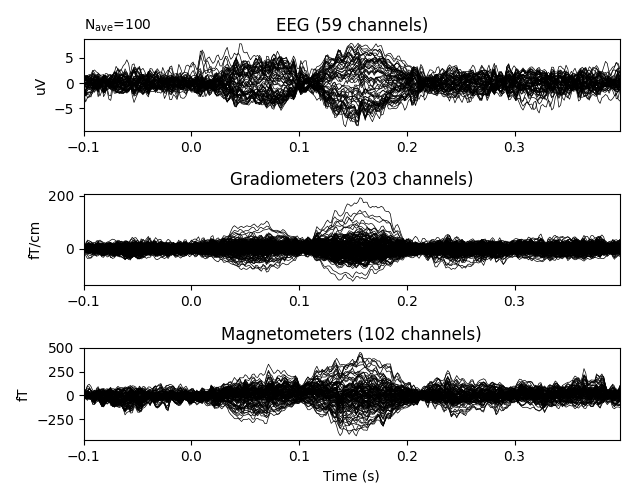 N_ave=100
EEG (59 channels)
5
0
−5
uV
−0.1 0.0 0.1 0.2 0.3
Gradiometers (203 channels)
200
0
fT/cm
−0.1 0.0 0.1 0.2 0.3
Magnetometers (102 channels)
500
250
0
−250
fT
−0.1 0.0 0.1 0.2 0.3
Time (s)